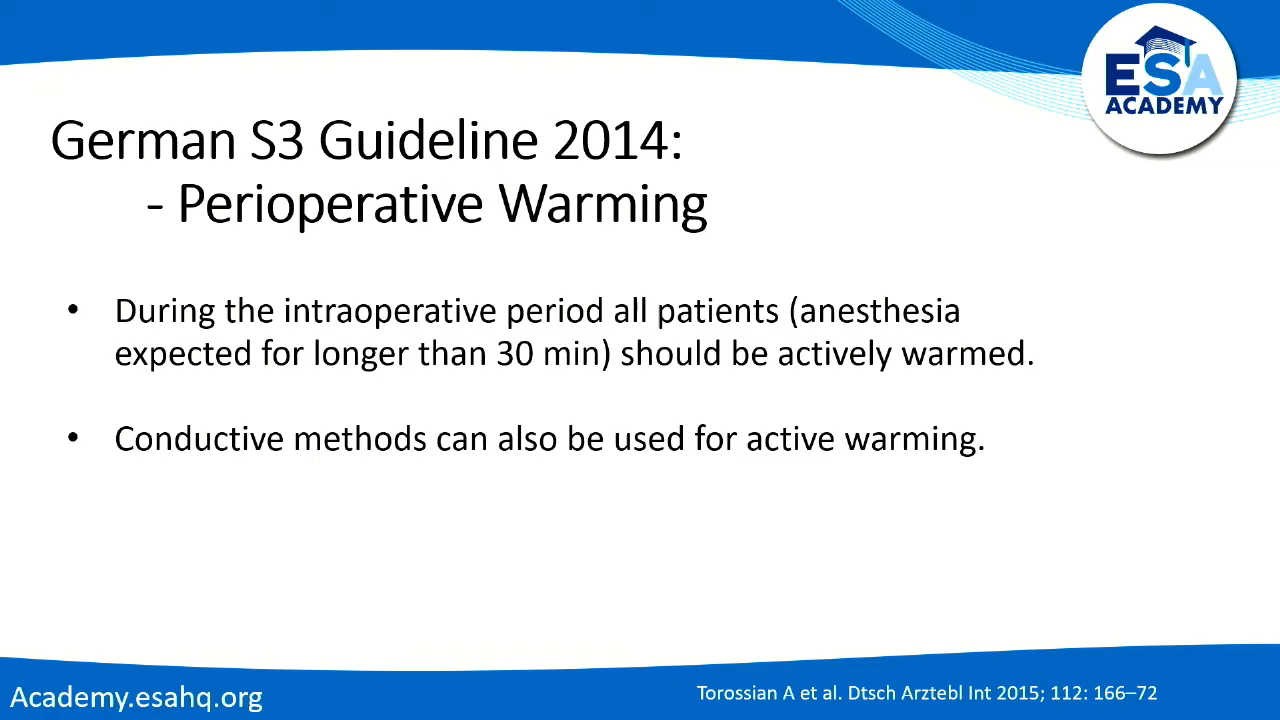 ESA
ACADEMY
German S3 Guideline 2014:
- Perioperative Warming
• During the intraoperative period all patients (anesthesia
expected for longer than 30 min) should be actively warmed.
• Conductive methods can also be used for active warming.
Academy.esahq.org
Torossian A et al. Dtsch Arztebl Int 2015; 112: 166–72